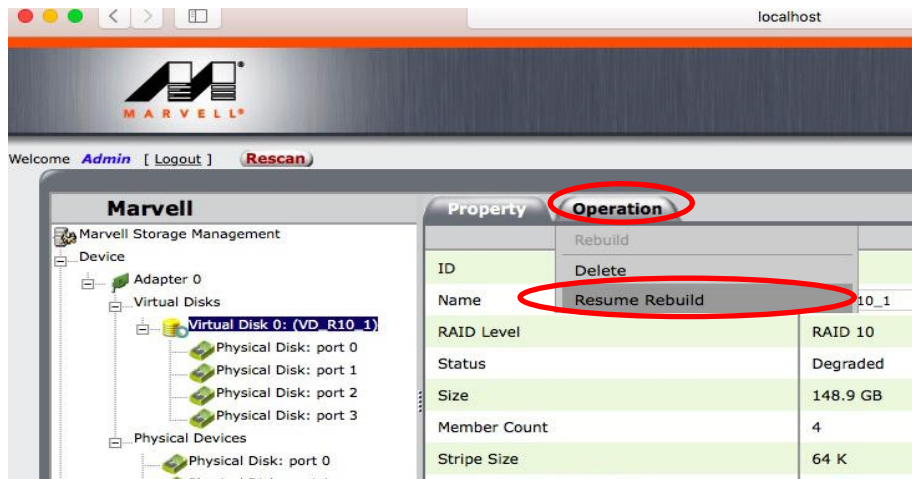 localhost
MARVELL®
Welcome Admin [ Logout ] Rescan
Marvell
Marvell Storage Management
Device
Adapter 0
Virtual Disks
Virtual Disk 0: (VD_R10_1)
Physical Disk: port 0
Physical Disk: port 1
Physical Disk: port 2
Physical Disk: port 3
Physical Devices
Physical Disk: port 0
Property Operation
Rebuild
Delete
Resume Rebuild
ID
Name 10_1
RAID Level RAID 10
Status Degraded
Size 148.9 GB
Member Count 4
Stripe Size 64 K